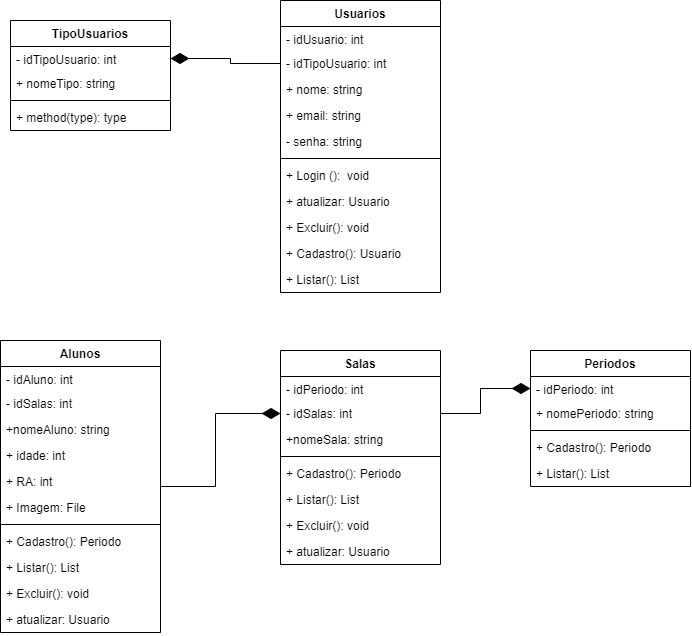 TipoUsuarios
- idTipoUsuario: int
+ nomeTipo: string
+ method(type): type
Usuarios
- idUsuario: int
- idTipoUsuario: int
+ nome: string
+ email: string
- senha: string
+ Login ():  void
+ atualizar: Usuario
+ Excluir(): void
+ Cadastro(): Usuario
+ Listar(): List
Alunos
- idAluno: int
- idSalas: int
+nomeAluno: string
+ idade: int
+ RA: int
+ Imagem: File
+ Cadastro(): Periodo
+ Listar(): List
+ Excluir(): void
+ atualizar: Usuario
Salas
- idPeriodo: int
- idSalas: int
+nomeSala: string
+ Cadastro(): Periodo
+ Listar(): List
+ Excluir(): void
+ atualizar: Usuario
Periodos
- idPeriodo: int
+ nomePeriodo: string
+ Cadastro(): Periodo
+ Listar(): List